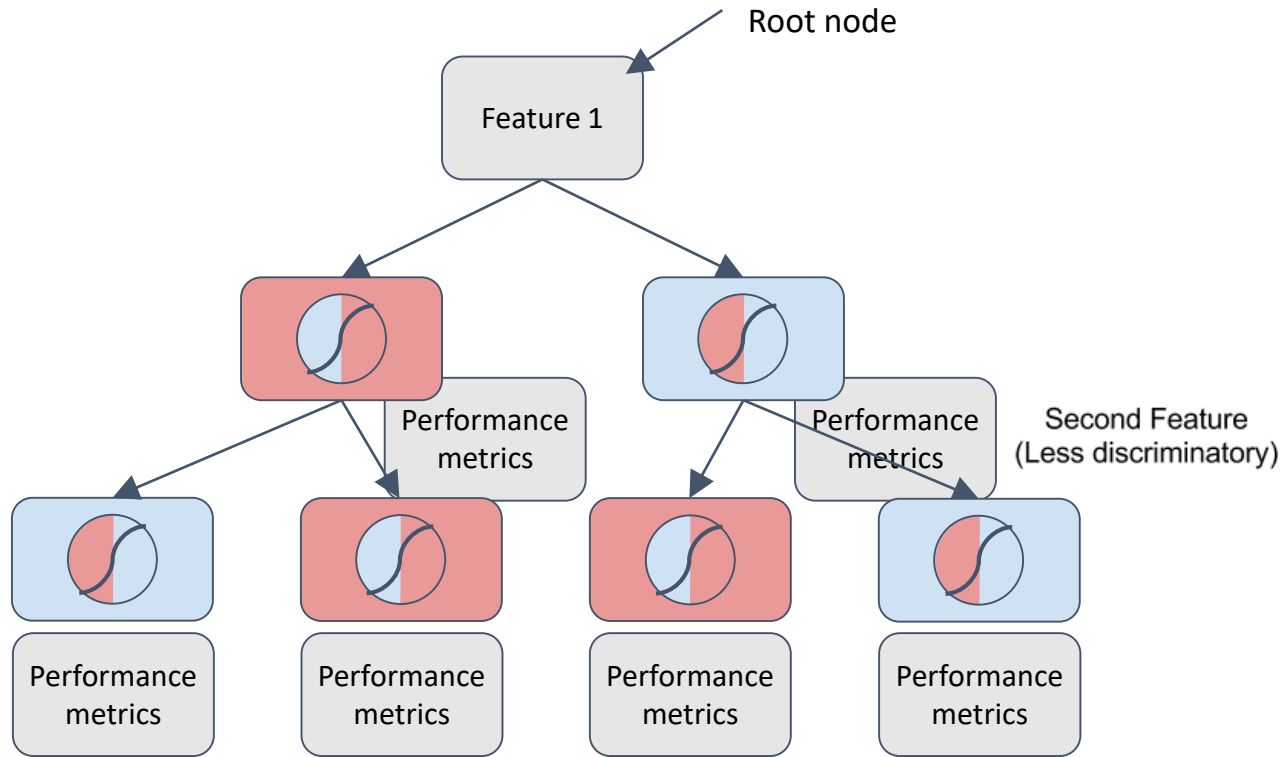 Root node
Feature 1
Performance
metrics
Performance
metrics
Second Feature
(Less discriminatory)
Performance
metrics
Performance
metrics
Performance
metrics
Performance
metrics